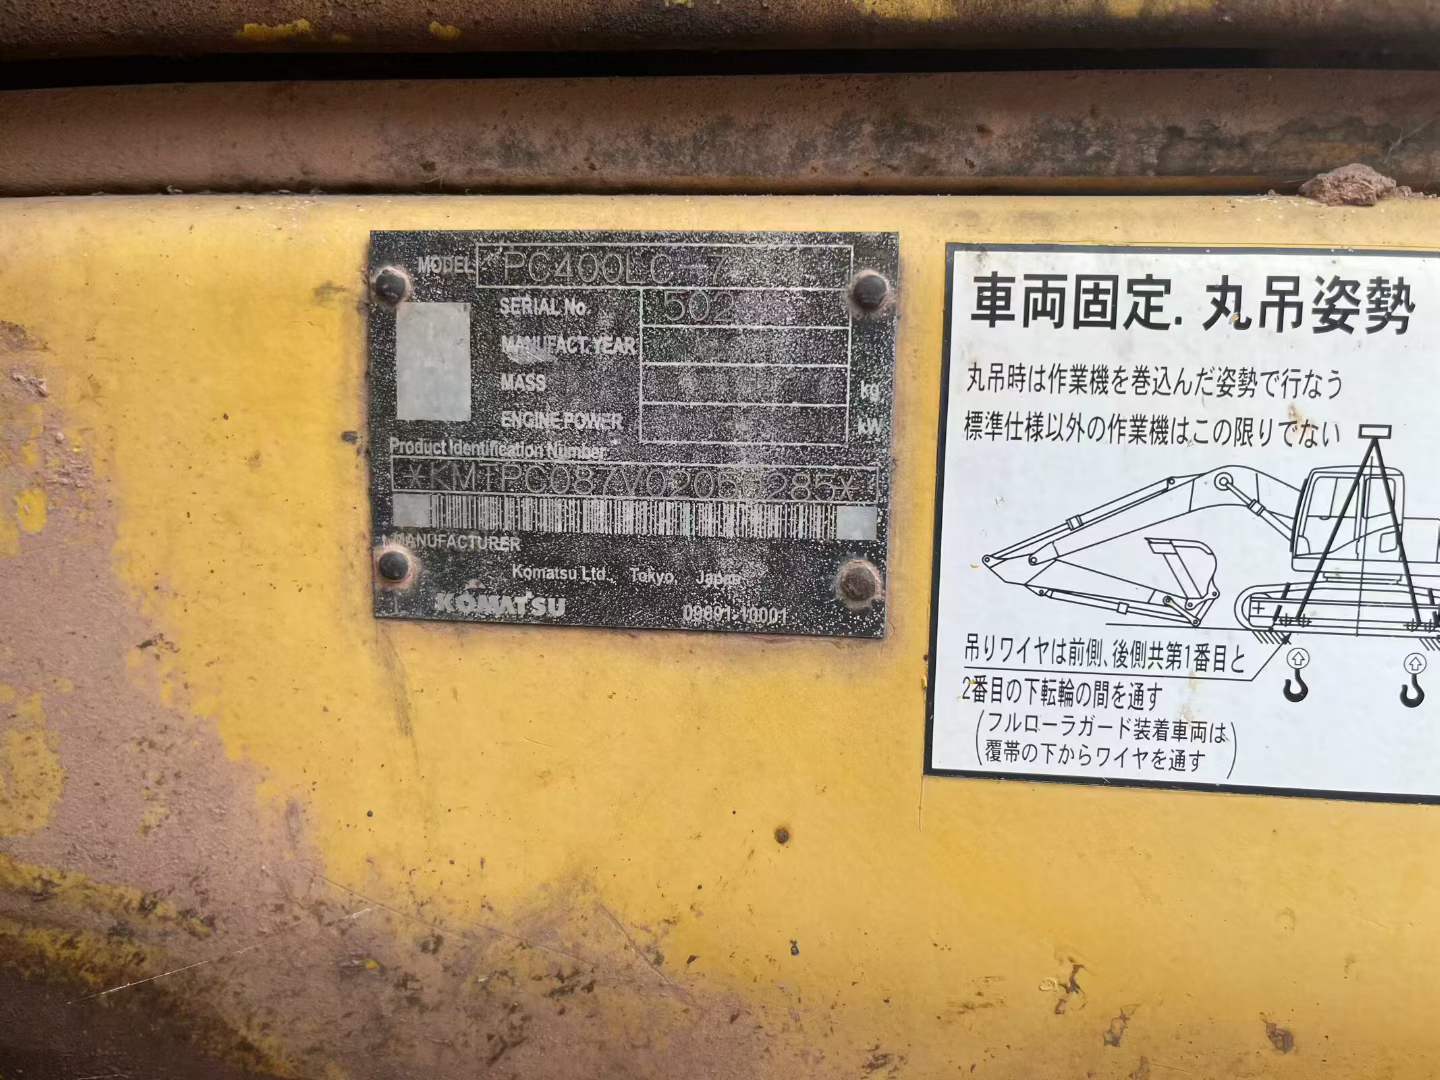 MODEL PC400LC-7
SERIAL No.
MANUFACT. YEAR
MASS kg
ENGINE POWER kW
Product Identification Number
MANUFACTURER
Komatsu Ltd. Tokyo, Japan
KOMATSU 09691-10001
車両固定. 丸吊姿勢
丸吊時は作業機を巻込んだ姿勢で行なう
標準仕様以外の作業機はこの限りでない
吊りワイヤは前側、後側共第1番目と
2番目の下転輪の間を通す
(フルローラガード装着車両は
履帯の下からワイヤを通す)